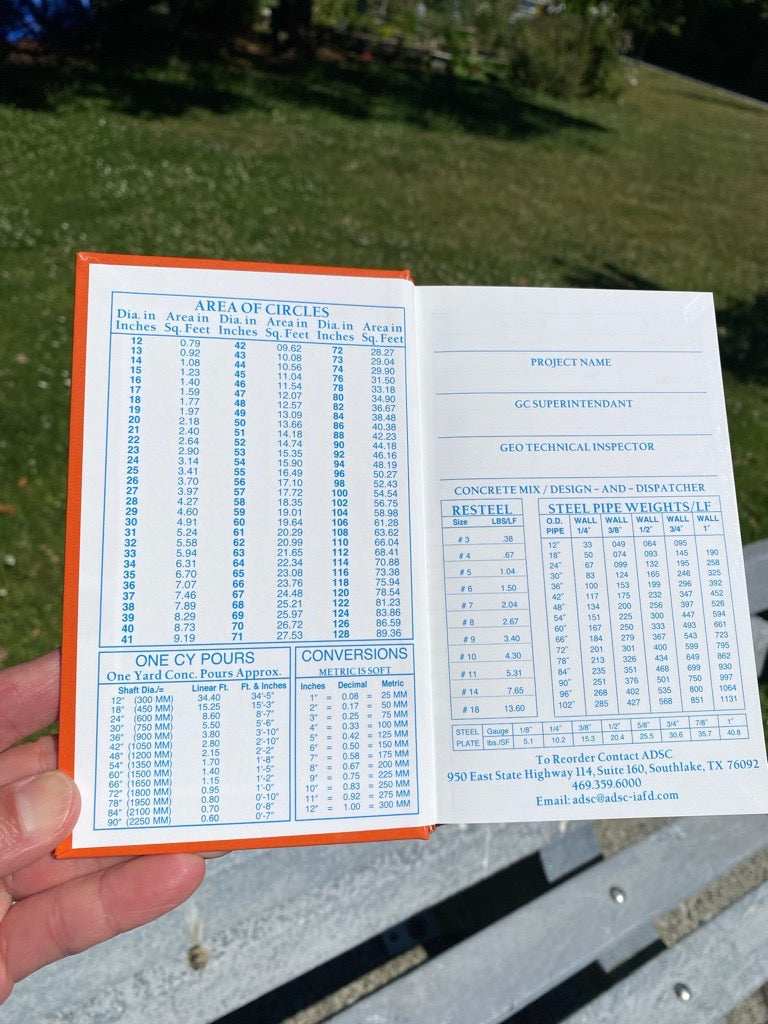 AREA OF CIRCLES
Dia. in Area in Dia. in Area in Dia. in Area in
Inches Sq. Feet Inches Sq. Feet Inches Sq. Feet
12 0.79 42 09.62 72 28.27
13 0.92 43 10.08 73 29.04
14 1.08 44 10.56 74 29.90
15 1.23 45 11.04 76 31.50
16 1.40 46 11.54 78 33.18
17 1.59 47 12.07 80 34.90
18 1.77 48 12.57 82 36.67
19 1.97 49 13.09 84 38.48
20 2.18 50 13.66 86 40.38
21 2.40 51 14.18 88 42.23
22 2.64 52 14.74 90 44.18
23 2.90 53 15.35 92 46.16
24 3.14 54 15.90 94 48.19
25 3.41 55 16.49 96 50.27
26 3.70 56 17.10 98 52.43
27 3.97 57 17.72 100 54.54
28 4.27 58 18.35 102 56.75
29 4.60 59 19.01 104 58.98
30 4.91 60 19.64 106 61.28
31 5.24 61 20.29 108 63.62
32 5.58 62 20.99 110 66.04
33 5.94 63 21.65 112 68.41
34 6.31 64 22.34 114 70.88
35 6.70 65 23.08 116 73.38
36 7.07 66 23.76 118 75.94
37 7.46 67 24.48 120 78.54
38 7.89 68 25.21 122 81.23
39 8.29 69 25.97 124 83.86
40 8.73 70 26.72 126 86.59
41 9.19 71 27.53 128 89.36
ONE CY POURS
One Yard Conc. Pours Approx.
Shaft Dia./= Linear Ft. Ft. & Inches
12" (300 MM) 34.40 34'-5"
18" (450 MM) 15.25 15'-3"
24" (600 MM) 8.60 8'-7"
30" (750 MM) 5.50 5'-6"
36" (900 MM) 3.80 3'-10"
42" (1050 MM) 2.80 2'-10"
48" (1200 MM) 2.15 2'-2"
54" (1350 MM) 1.70 1'-8"
60" (1500 MM) 1.40 1'-5"
66" (1650 MM) 1.15 1'-2"
72" (1800 MM) 0.95 1'-0"
78" (1950 MM) 0.80 0'-10"
84" (2100 MM) 0.70 0'-8"
90" (2250 MM) 0.60 0'-7"
CONVERSIONS
METRIC IS SOFT
Inches Decimal Metric
1" = 0.08 = 25 MM
2" = 0.17 = 50 MM
3" = 0.25 = 75 MM
4" = 0.33 = 100 MM
5" = 0.42 = 125 MM
6" = 0.50 = 150 MM
7" = 0.58 = 175 MM
8" = 0.67 = 200 MM
9" = 0.75 = 225 MM
10" = 0.83 = 250 MM
11" = 0.92 = 275 MM
12" = 1.00 = 300 MM
PROJECT NAME
GC SUPERINTENDANT
GEO TECHNICAL INSPECTOR
CONCRETE MIX / DESIGN - AND - DISPATCHER
RESTEEL
Size LBS/LF
# 3 .38
# 4 .67
# 5 1.04
# 6 1.50
# 7 2.04
# 8 2.67
# 9 3.40
# 10 4.30
# 11 5.31
# 14 7.65
# 18 13.60
STEEL PIPE WEIGHTS/LF
O.D. WALL WALL WALL WALL WALL
PIPE 1/4" 3/8" 1/2" 3/4" 1"
12" 33 049 064 095
18" 50 074 093 145 190
24" 67 099 132 195 258
30" 83 124 165 246 325
36" 100 153 199 296 392
42" 117 175 232 347 452
48" 134 200 256 397 526
54" 151 225 300 447 594
60" 167 250 333 493 661
66" 184 279 367 543 723
72" 201 301 400 599 795
78" 213 326 434 649 862
84" 235 351 468 699 930
90" 251 376 501 750 997
96" 268 402 535 800 1064
102" 285 427 568 851 1131
STEEL Gauge 1/8" 1/4" 3/8" 1/2" 5/8" 3/4" 7/8" 1"
PLATE lbs./SF 5.1 10.2 15.3 20.4 25.5 30.6 35.7 40.8
To Reorder Contact ADSC
950 East State Highway 114, Suite 160, Southlake, TX 76092
469.359.6000
Email: adsc@adsc-iafd.com